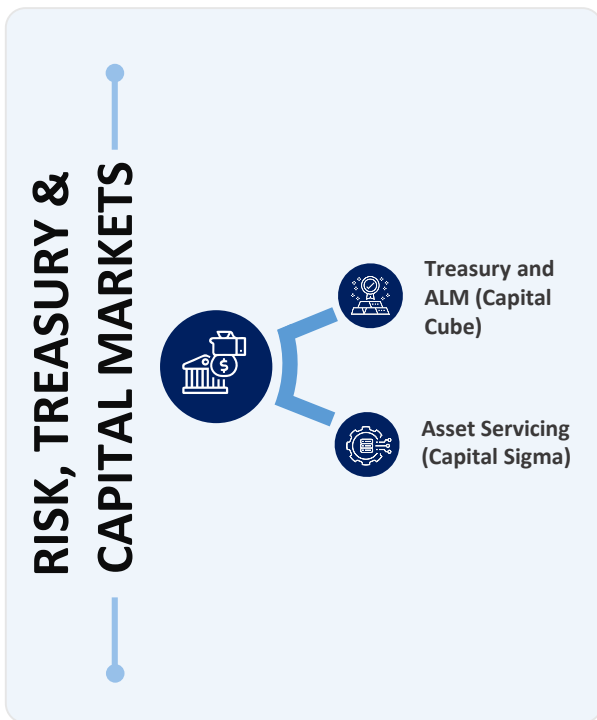 RISK, TREASURY &
CAPITAL MARKETS
$
Treasury and
ALM (Capital
Cube)
Asset Servicing
(Capital Sigma)